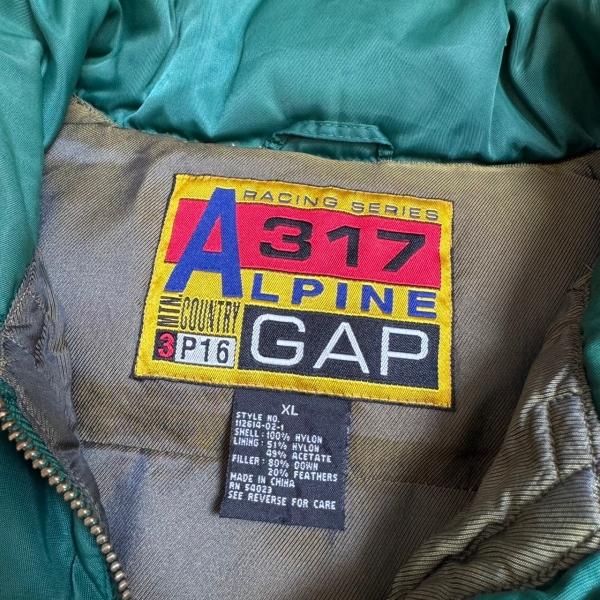 RACING SERIES
A 317
ALPINE
MTN COUNTRY
3 P16
GAP
XL
STYLE NO.
112614-02-1
SHELL: 100% NYLON
LINING: 51% NYLON
49% ACETATE
FILLER: 80% DOWN
20% FEATHERS
MADE IN
CHINA
RN 54023
SEE REVERSE FOR CARE